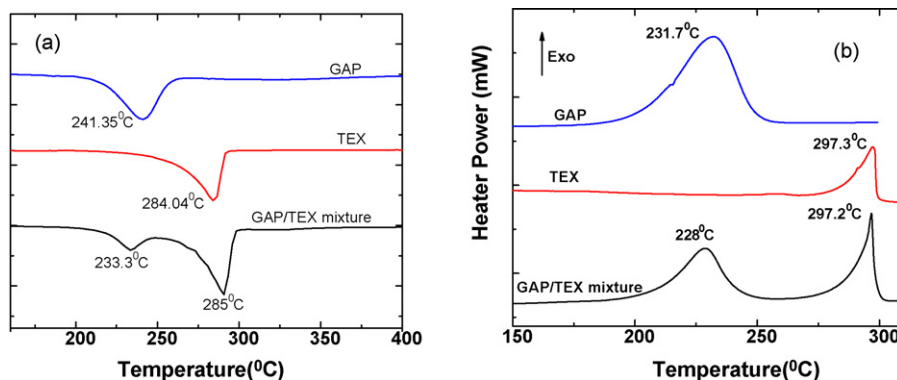 (a)
GAP
241.35⁰C
TEX
284.04⁰C
GAP/TEX mixture
233.3⁰C
285⁰C
200 250 300 350 400
Temperature(⁰C)
(b)
Heater Power (mW)
Exo
231.7⁰C
GAP
297.3⁰C
TEX
297.2⁰C
228⁰C
GAP/TEX mixture
150 200 250 300
Temperature(⁰C)